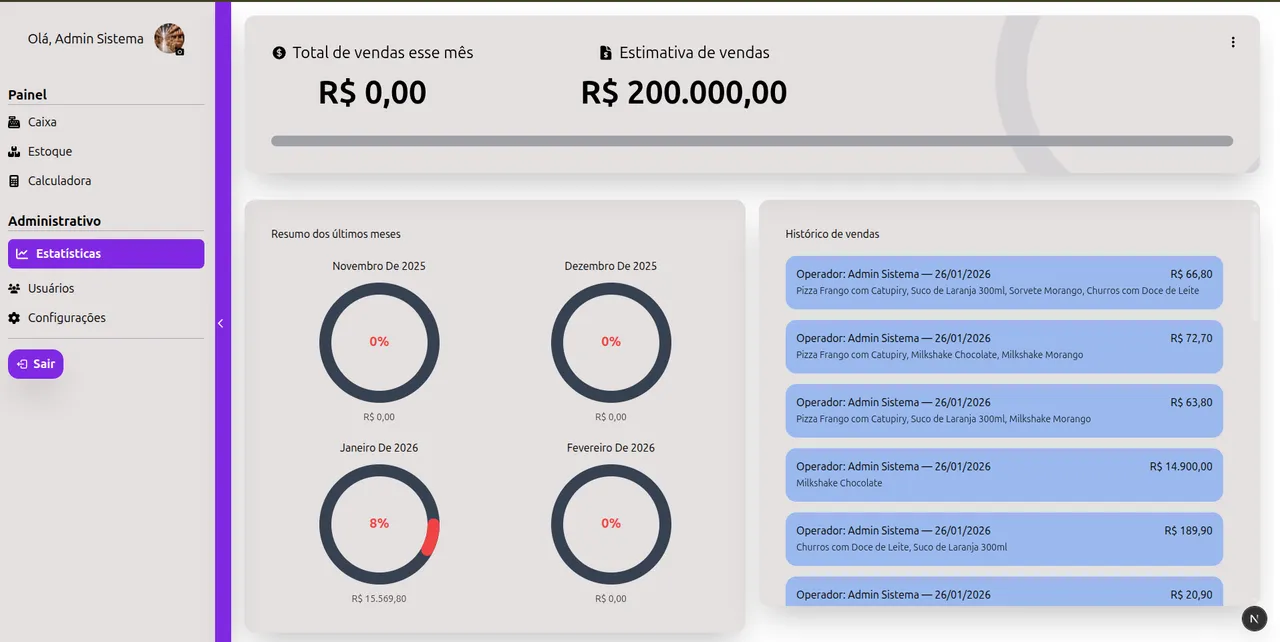 Olá, Admin Sistema
Painel
Caixa
Estoque
Calculadora
Administrativo
Estatísticas
Usuários
Configurações
Sair
Total de vendas esse mês
R$ 0,00
Estimativa de vendas
R$ 200.000,00
Resumo dos últimos meses
Novembro De 2025
0%
R$ 0,00
Dezembro De 2025
0%
R$ 0,00
Janeiro De 2026
8%
R$ 15.569,80
Fevereiro De 2026
0%
R$ 0,00
Histórico de vendas
Operador: Admin Sistema — 26/01/2026 R$ 66,80
Pizza Frango com Catupiry, Suco de Laranja 300ml, Sorvete Morango, Churros com Doce de Leite
Operador: Admin Sistema — 26/01/2026 R$ 72,70
Pizza Frango com Catupiry, Milkshake Chocolate, Milkshake Morango
Operador: Admin Sistema — 26/01/2026 R$ 63,80
Pizza Frango com Catupiry, Suco de Laranja 300ml, Milkshake Morango
Operador: Admin Sistema — 26/01/2026 R$ 14.900,00
Milkshake Chocolate
Operador: Admin Sistema — 26/01/2026 R$ 189,90
Churros com Doce de Leite, Suco de Laranja 300ml
Operador: Admin Sistema — 26/01/2026 R$ 20,90
N